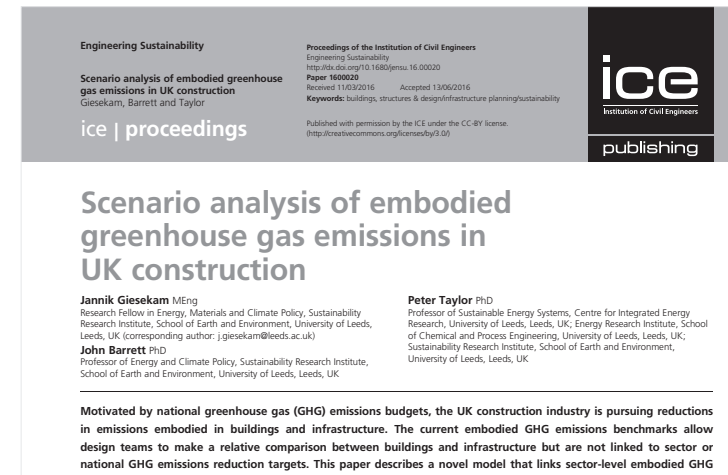 Engineering Sustainability
Scenario analysis of embodied greenhouse
gas emissions in UK construction
Giesekam, Barrett and Taylor
ice | proceedings
Proceedings of the Institution of Civil Engineers
Engineering Sustainability
http://dx.doi.org/10.1680/jensu.16.00020
Paper 1600020
Received 11/03/2016 Accepted 13/06/2016
Keywords: buildings, structures & design/infrastructure planning/sustainability
Published with permission by the ICE under the CC-BY license.
(http://creativecommons.org/licenses/by/3.0/)
ice
Institution of Civil Engineers
publishing
Scenario analysis of embodied
greenhouse gas emissions in
UK construction
Jannik Giesekam MEng
Research Fellow in Energy, Materials and Climate Policy, Sustainability
Research Institute, School of Earth and Environment, University of Leeds,
Leeds, UK (corresponding author: j.giesekam@leeds.ac.uk)
John Barrett PhD
Professor of Energy and Climate Policy, Sustainability Research Institute,
School of Earth and Environment, University of Leeds, Leeds, UK
Peter Taylor PhD
Professor of Sustainable Energy Systems, Centre for Integrated Energy
Research, University of Leeds, Leeds, UK; Energy Research Institute, School
of Chemical and Process Engineering, University of Leeds, Leeds, UK;
Sustainability Research Institute, School of Earth and Environment,
University of Leeds, Leeds, UK
Motivated by national greenhouse gas (GHG) emissions budgets, the UK construction industry is pursuing reductions
in emissions embodied in buildings and infrastructure. The current embodied GHG emissions benchmarks allow
design teams to make a relative comparison between buildings and infrastructure but are not linked to sector or
national GHG emissions reduction targets. This paper describes a novel model that links sector-level embodied GHG